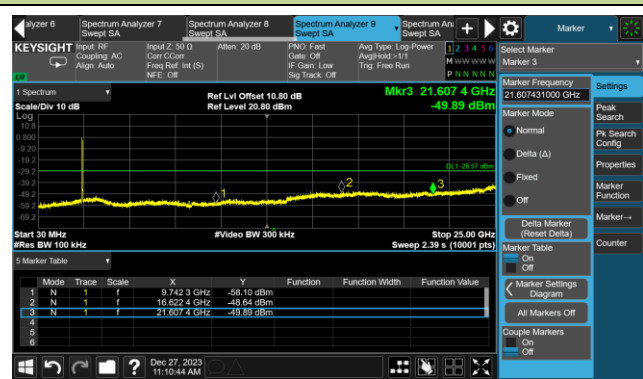 alyzer 6
Spectrum Analyzer 7
Swept SA
Spectrum Analyzer 8
Swept SA
Spectrum Analyzer 9
Swept SA
Spectrum An
Swept SA
Marker
KEYSIGHT
Input: RF
Coupling: AC
Align: Auto
Input Z: 50 Ω
Corr CCorr
Freq Ref: Int (S)
NFE: Off
Atten: 20 dB
PNO: Fast
Gate: Off
IF Gain: Low
Sig Track: Off
Avg Type: Log-Power
Avg|Hold:>1/1
Trig: Free Run
1 2 3 4 5 6
M W W W W W
P N N N N N
LV
Select Marker
Marker 3
1 Spectrum
Scale/Div 10 dB
Log
Ref Lvl Offset 10.80 dB
Ref Level 20.80 dBm
Mkr3 21.607 4 GHz
-49.89 dBm
10.8
0.800
-9.20
-19.2
-29.2
-39.2
-49.2
-59.2
-69.2
DL1 -28.57 dBm
1
2
3
Start 30 MHz
#Res BW 100 kHz
#Video BW 300 kHz
Stop 25.00 GHz
Sweep 2.39 s (10001 pts)
5 Marker Table
Mode Trace Scale X Y Function Function Width Function Value
1 N 1 f 9.742 3 GHz -58.10 dBm
2 N 1 f 16.622 4 GHz -48.64 dBm
3 N 1 f 21.607 4 GHz -49.89 dBm
4
5
6
Marker Frequency
21.607431000 GHz
Marker Mode
Normal
Delta (Δ)
Fixed
Off
Delta Marker
(Reset Delta)
Marker Table
On
Off
Marker Settings
Diagram
All Markers Off
Couple Markers
On
Off
Settings
Peak
Search
Pk Search
Config
Properties
Marker
Function
Marker→
Counter
?
Dec 27, 2023
11:10:44 AM